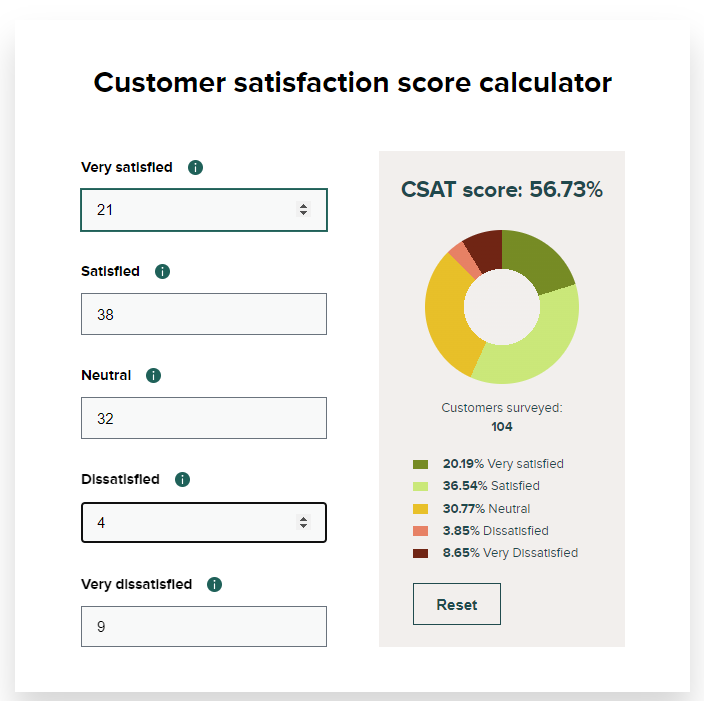 Customer satisfaction score calculator
Very satisfied
21
Satisfied
38
Neutral
32
Dissatisfied
4
Very dissatisfied
9
CSAT score: 56.73%
Customers surveyed:
104
20.19% Very satisfied
36.54% Satisfied
30.77% Neutral
3.85% Dissatisfied
8.65% Very Dissatisfied
Reset